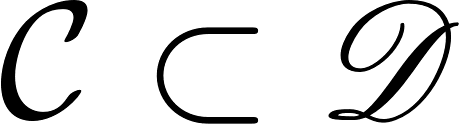 𝒞 ⊂ 𝒟